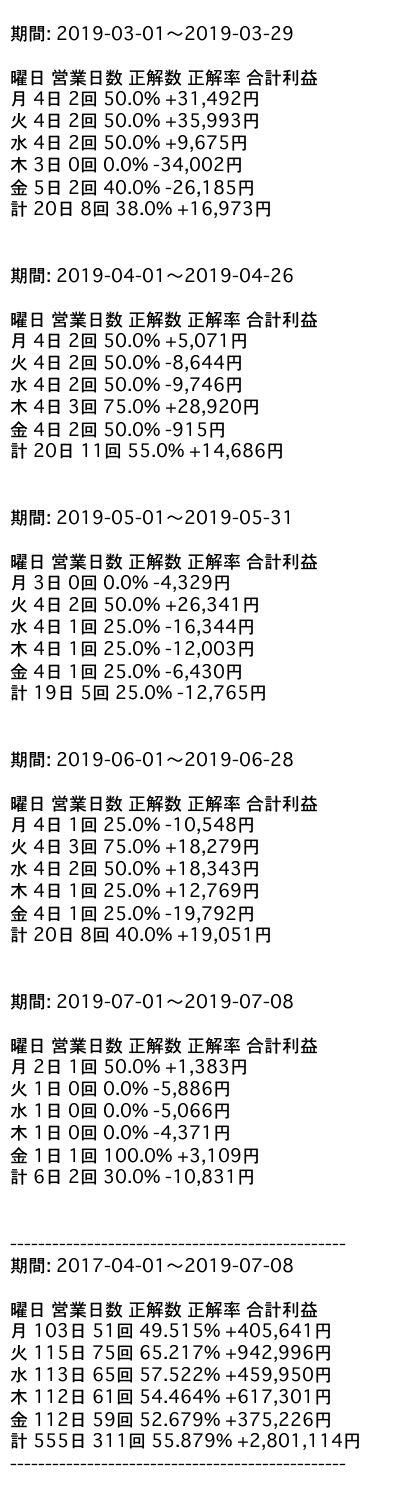 期間: 2019-03-01〜2019-03-29
曜日 営業日数 正解数 正解率 合計利益
月 4日 2回 50.0% +31,492円
火 4日 2回 50.0% +35,993円
水 4日 2回 50.0% +9,675円
木 3日 0回 0.0% -34,002円
金 5日 2回 40.0% -26,185円
計 20日 8回 38.0% +16,973円
期間: 2019-04-01〜2019-04-26
曜日 営業日数 正解数 正解率 合計利益
月 4日 2回 50.0% +5,071円
火 4日 2回 50.0% -8,644円
水 4日 2回 50.0% -9,746円
木 4日 3回 75.0% +28,920円
金 4日 2回 50.0% -915円
計 20日 11回 55.0% +14,686円
期間: 2019-05-01〜2019-05-31
曜日 営業日数 正解数 正解率 合計利益
月 3日 0回 0.0% -4,329円
火 4日 2回 50.0% +26,341円
水 4日 1回 25.0% -16,344円
木 4日 1回 25.0% -12,003円
金 4日 1回 25.0% -6,430円
計 19日 5回 25.0% -12,765円
期間: 2019-06-01〜2019-06-28
曜日 営業日数 正解数 正解率 合計利益
月 4日 1回 25.0% -10,548円
火 4日 3回 75.0% +18,279円
水 4日 2回 50.0% +18,343円
木 4日 1回 25.0% +12,769円
金 4日 1回 25.0% -19,792円
計 20日 8回 40.0% +19,051円
期間: 2019-07-01〜2019-07-08
曜日 営業日数 正解数 正解率 合計利益
月 2日 1回 50.0% +1,383円
火 1日 0回 0.0% -5,886円
水 1日 0回 0.0% -5,066円
木 1日 0回 0.0% -4,371円
金 1日 1回 100.0% +3,109円
計 6日 2回 30.0% -10,831円
------------------------------------------------
期間: 2017-04-01〜2019-07-08
曜日 営業日数 正解数 正解率 合計利益
月 103日 51回 49.515% +405,641円
火 115日 75回 65.217% +942,996円
水 113日 65回 57.522% +459,950円
木 112日 61回 54.464% +617,301円
金 112日 59回 52.679% +375,226円
計 555日 311回 55.879% +2,801,114円
------------------------------------------------